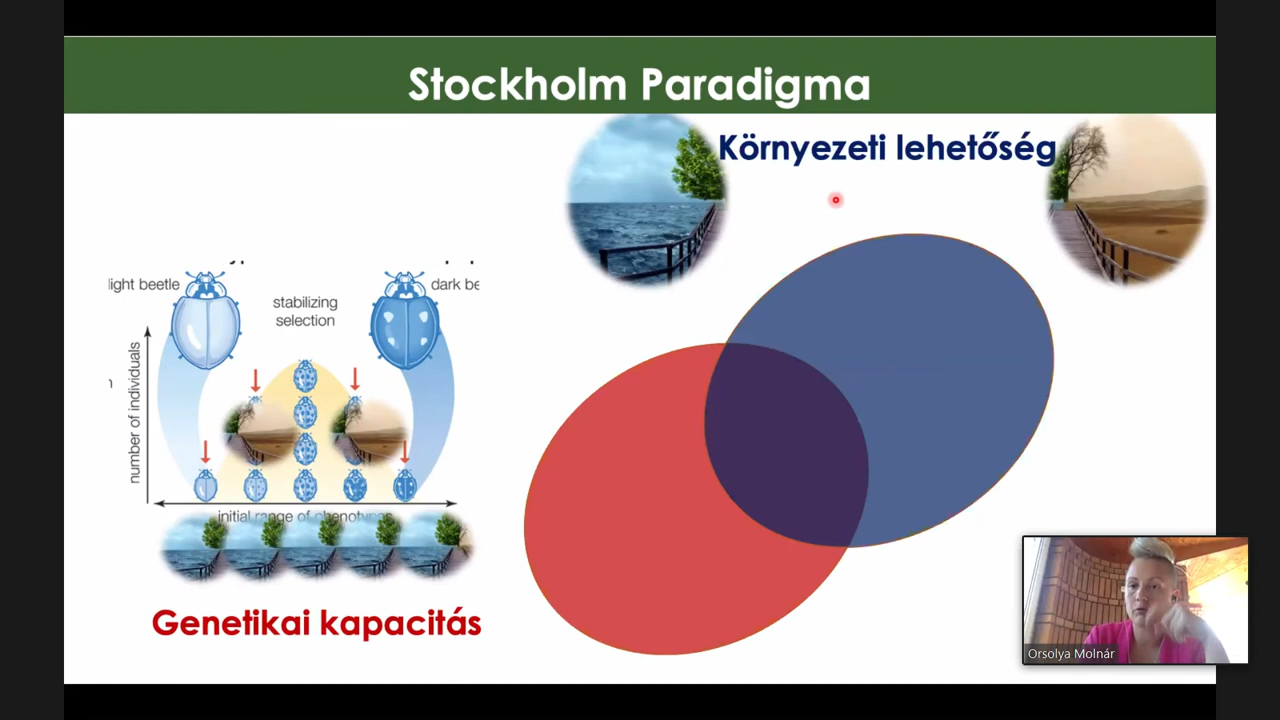 Stockholm Paradigma
Környezeti lehetőség
light beetle
dark be
stabilizing
selection
number of individuals
initial range of phenotypes
Genetikai kapacitás
Orsolya Molnár